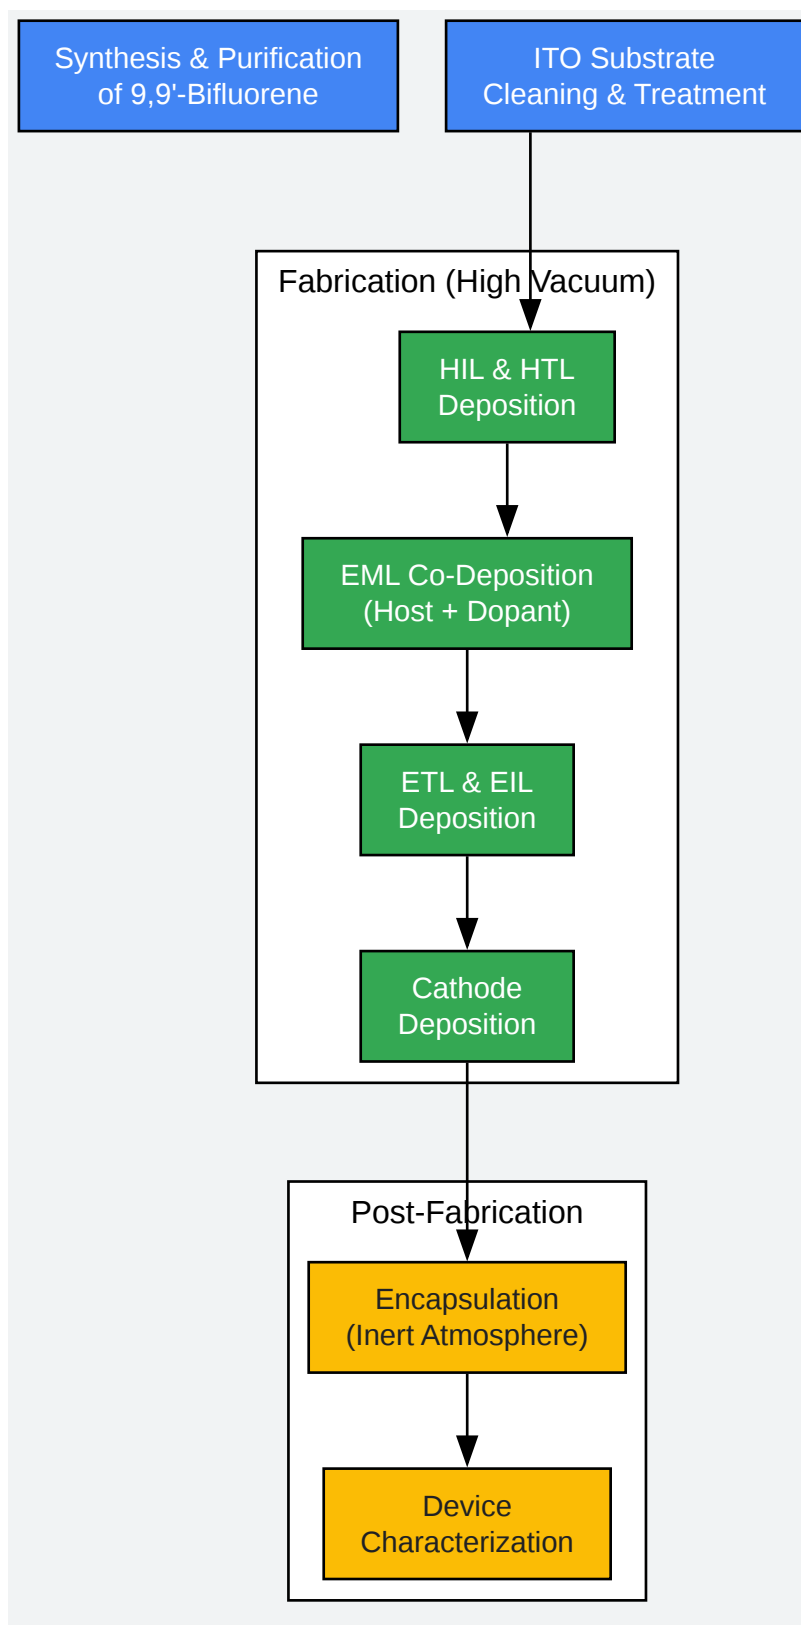 Synthesis & Purification
of 9,9'-Bifluorene
ITO Substrate
Cleaning & Treatment
Fabrication (High Vacuum)
HIL & HTL
Deposition
EML Co-Deposition
(Host + Dopant)
ETL & EIL
Deposition
Cathode
Deposition
Post-Fabrication
Encapsulation
(Inert Atmosphere)
Device
Characterization